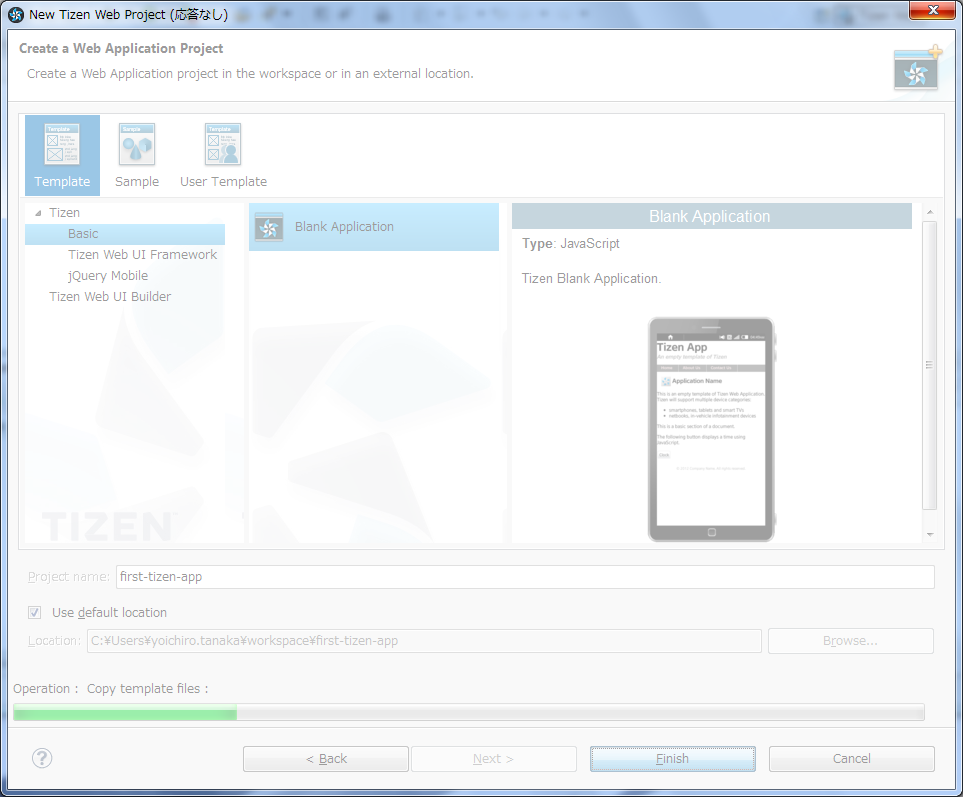 New Tizen Web Project (応答なし)
Create a Web Application Project
Create a Web Application project in the workspace or in an external location.
Template
Sample
User Template
Tizen
Basic
Tizen Web UI Framework
jQuery Mobile
Tizen Web UI Builder
TIZEN
Blank Application
Blank Application
Type: JavaScript
Tizen Blank Application.
Tizen App
An empty template of Tizen
Home About Us Contact Us
Application Name
This is an empty template of Tizen Web Application.
Tizen will support multiple device categories:
smartphones, tablets and smart TVs
netbooks, in-vehicle infotainment devices
This is a basic section of a document.
The following button displays a time using
JavaScript.
Project name: first-tizen-app
Use default location
Location: C:¥Users¥yoichiro.tanaka¥workspace¥first-tizen-app Browse...
Operation : Copy template files :
? < Back Next > Finish Cancel